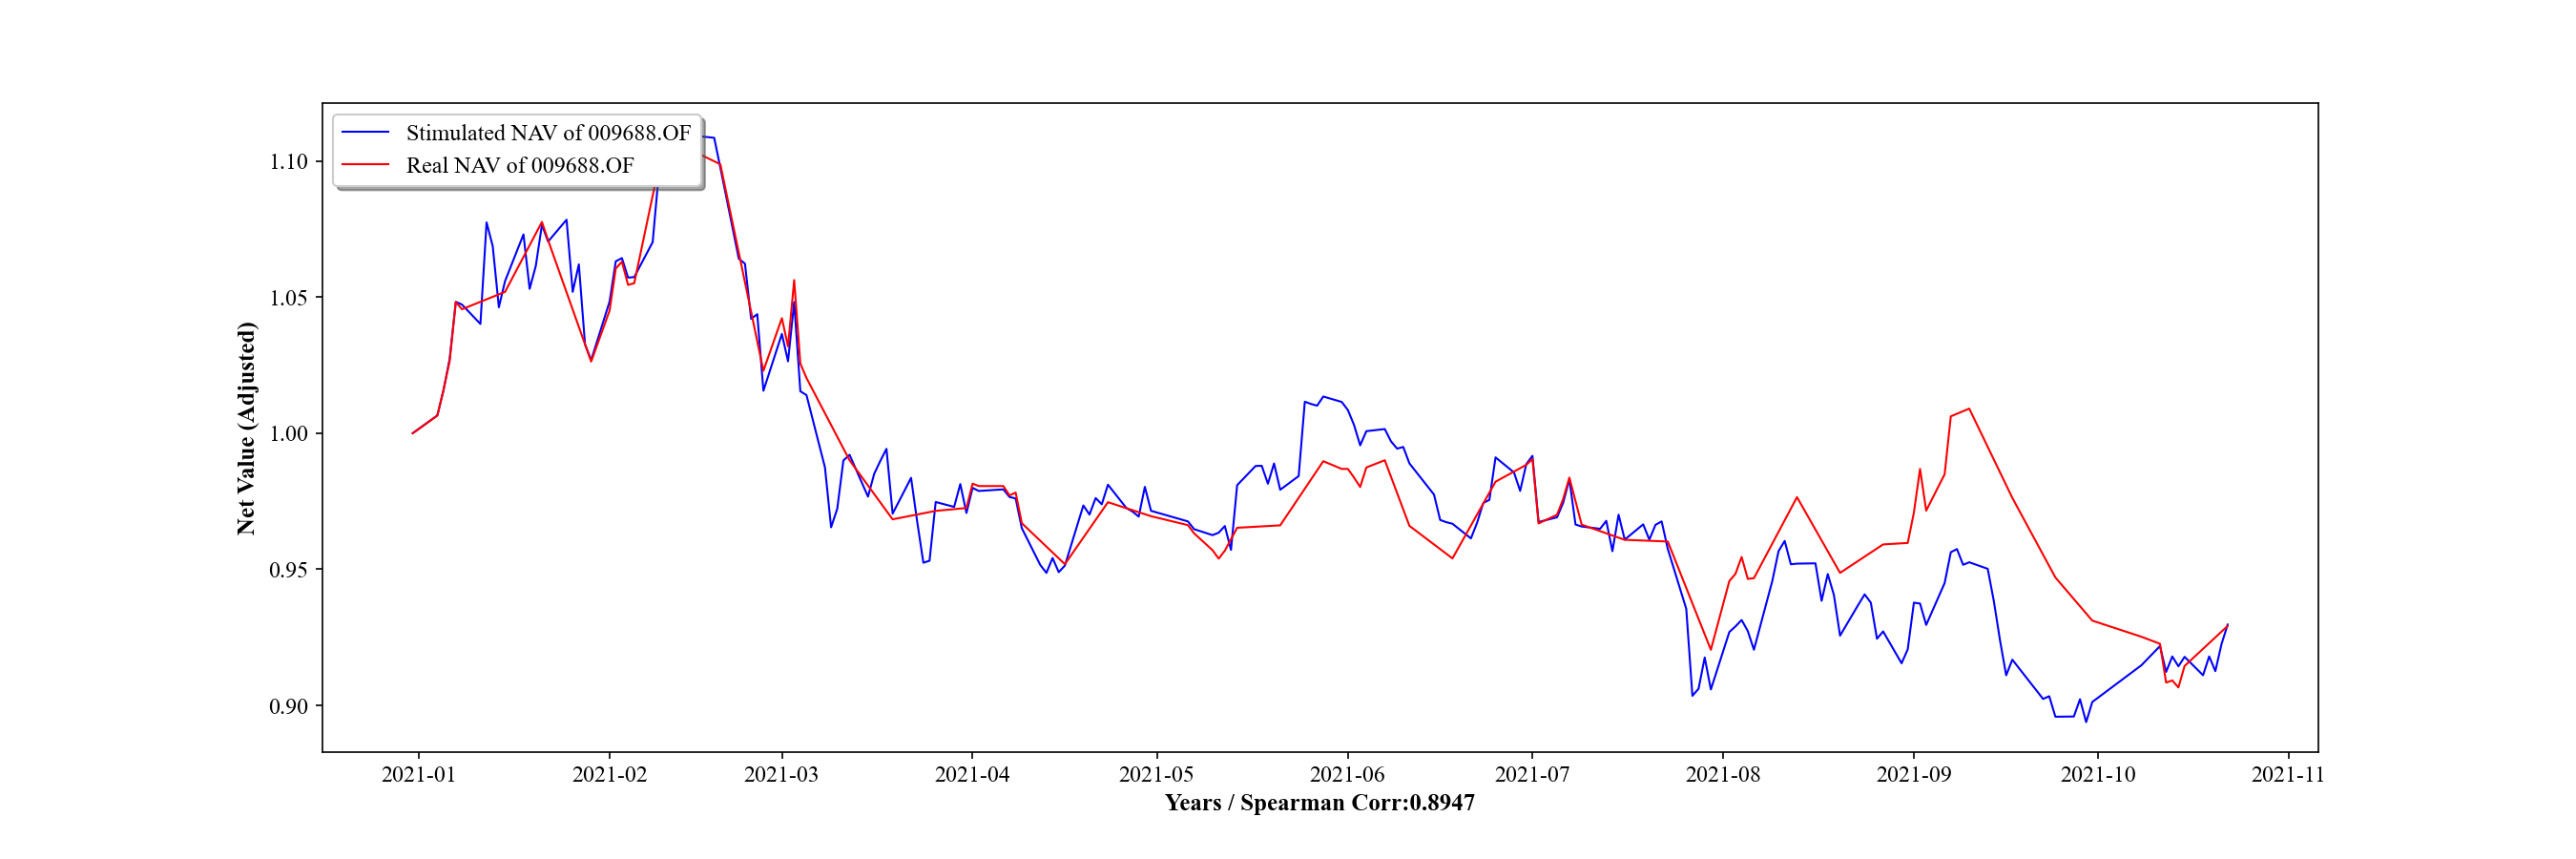 Stimulated NAV of 009688.OF
Real NAV of 009688.OF
Net Value (Adjusted)
1.10
1.05
1.00
0.95
0.90
2021-01 2021-02 2021-03 2021-04 2021-05 2021-06 2021-07 2021-08 2021-09 2021-10 2021-11
Years / Spearman Corr:0.8947